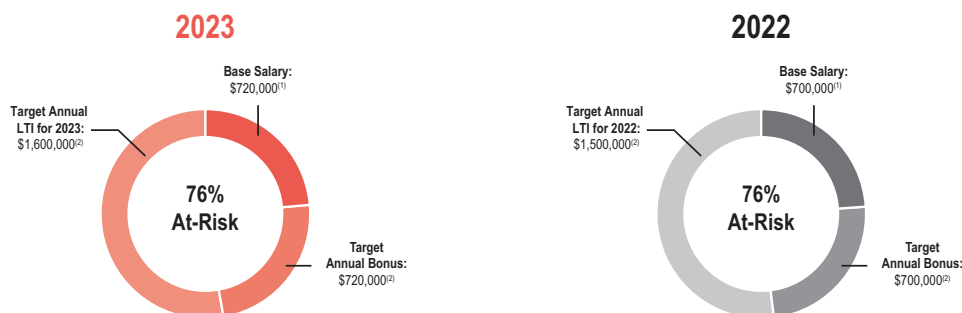 2023
Base Salary:
$720,000(1)
Target Annual
LTI for 2023:
$1,600,000(2)
76%
At-Risk
Target
Annual Bonus:
$720,000(2)
2022
Base Salary:
$700,000(1)
Target Annual
LTI for 2022:
$1,500,000(2)
76%
At-Risk
Target
Annual Bonus:
$700,000(2)